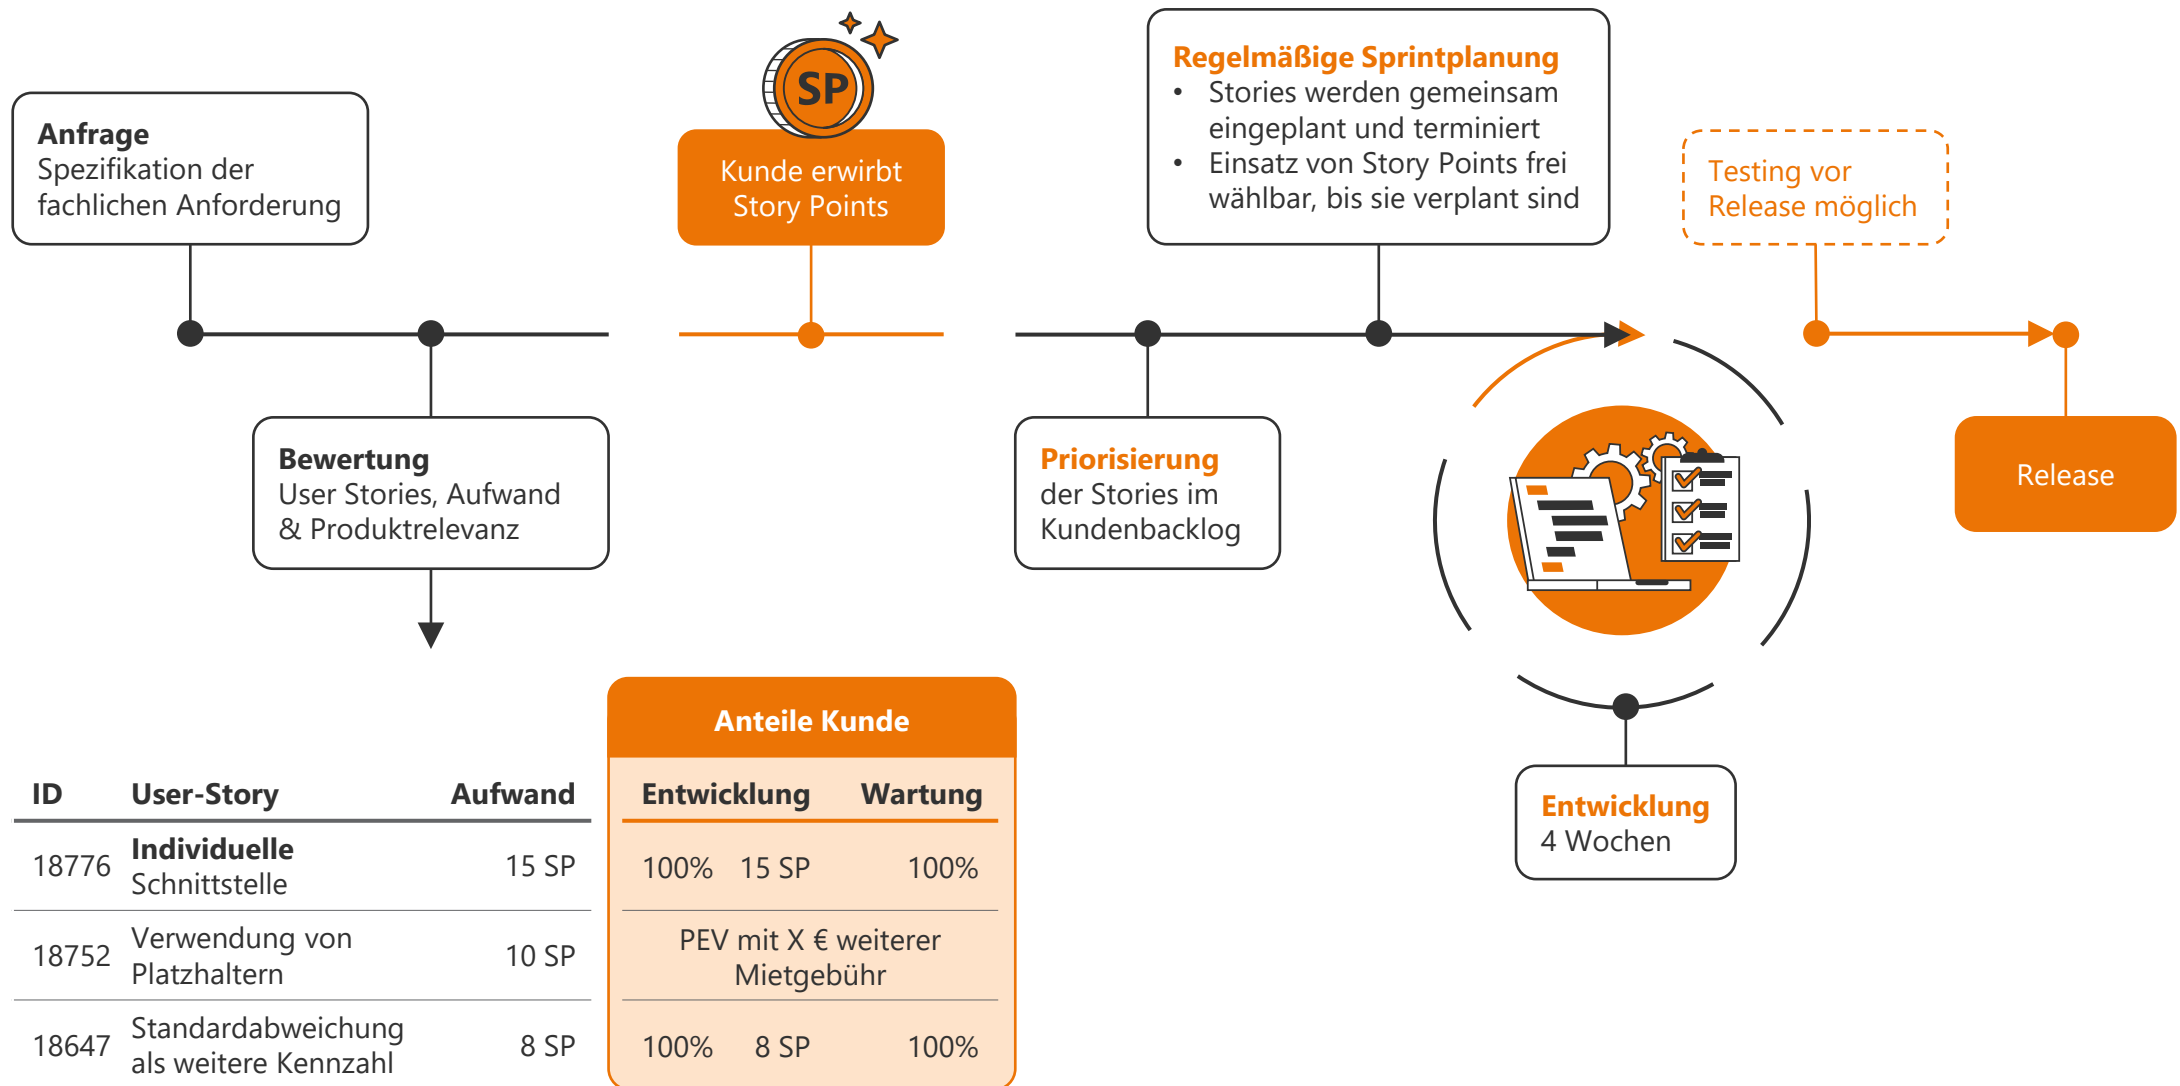 Anfrage
Spezifikation der
fachlichen Anforderung
SP
Kunde erwirbt
Story Points
Regelmäßige Sprintplanung
• Stories werden gemeinsam
eingeplant und terminiert
• Einsatz von Story Points frei
wählbar, bis sie verplant sind
Testing vor
Release möglich
Bewertung
User Stories, Aufwand
& Produktrelevanz
Priorisierung
der Stories im
Kundenbacklog
Release
Entwicklung
4 Wochen
Anteile Kunde
ID User-Story Aufwand Entwicklung Wartung
18776 Individuelle
Schnittstelle 15 SP 100% 15 SP 100%
18752 Verwendung von
Platzhaltern 10 SP PEV mit X € weiterer
Mietgebühr
18647 Standardabweichung
als weitere Kennzahl 8 SP 100% 8 SP 100%